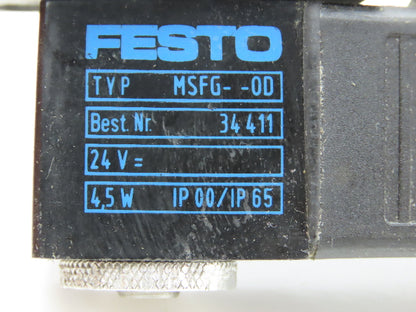 FESTO
TYP MSFG- -OD
Best. Nr. 34 411
24 V =
4,5 W IP 00/IP 65